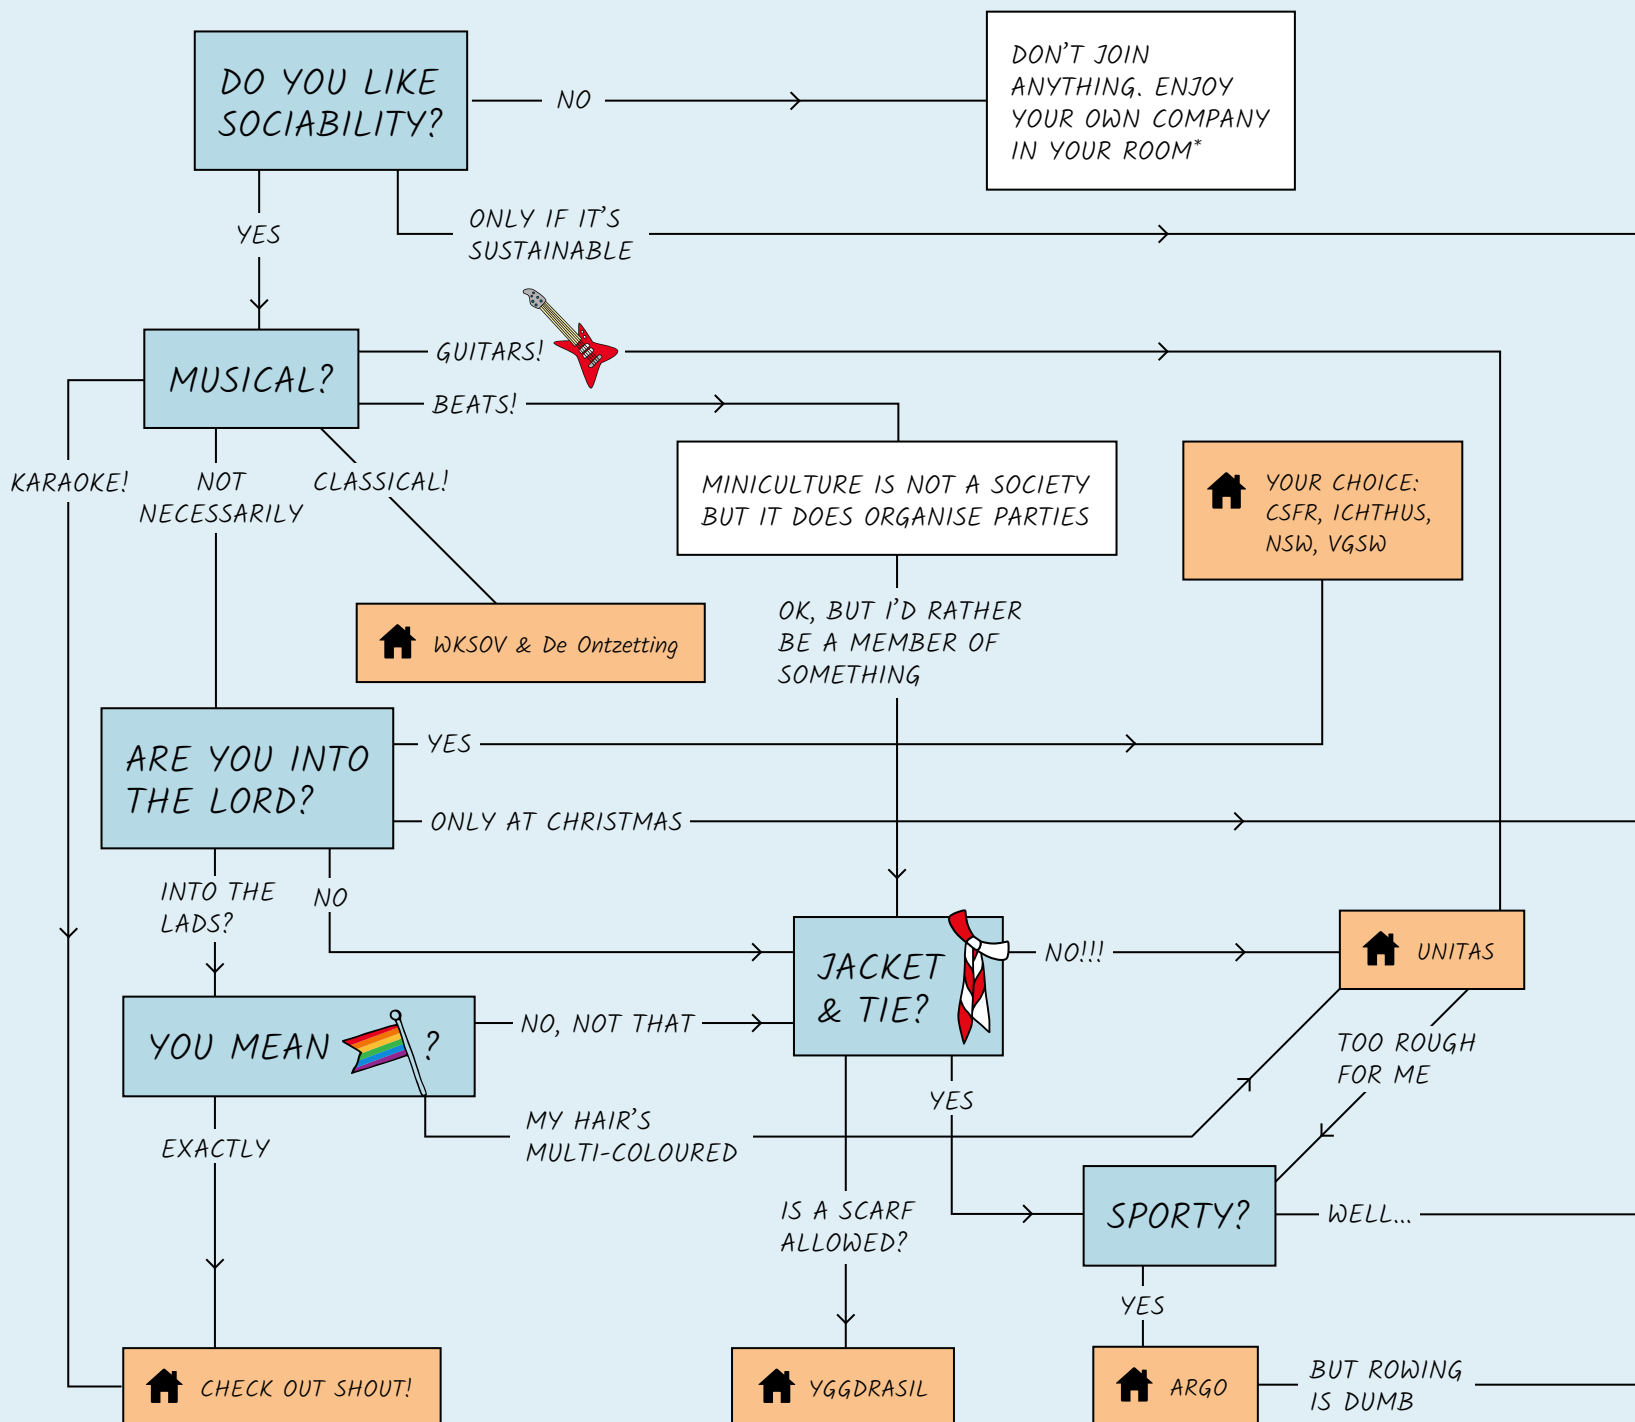 DO YOU LIKE
SOCIABILITY?
NO
DON'T JOIN
ANYTHING. ENJOY
YOUR OWN COMPANY
IN YOUR ROOM*
YES
ONLY IF IT'S
SUSTAINABLE
MUSICAL?
GUITARS!
BEATS!
KARAOKE!
NOT
NECESSARILY
CLASSICAL!
MINICULTURE IS NOT A SOCIETY
BUT IT DOES ORGANISE PARTIES
YOUR CHOICE:
CSFR, ICHTHUS,
NSW, VGSW
WKSOV & De Ontzetting
OK, BUT I'D RATHER
BE A MEMBER OF
SOMETHING
ARE YOU INTO
THE LORD?
YES
ONLY AT CHRISTMAS
INTO THE
LADS?
NO
JACKET
& TIE?
NO!!!
UNITAS
YOU MEAN ?
NO, NOT THAT
TOO ROUGH
FOR ME
YES
MY HAIR'S
MULTI-COLOURED
EXACTLY
IS A SCARF
ALLOWED?
SPORTY?
WELL...
YES
CHECK OUT SHOUT!
YGGDRASIL
ARGO
BUT ROWING
IS DUMB